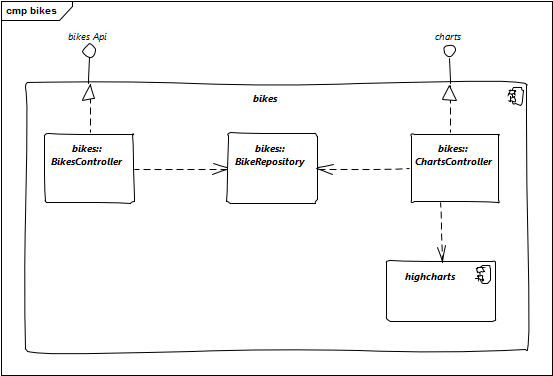 cmp bikes
bikes Api
charts
bikes
bikes::
BikesController
bikes::
BikeRepository
bikes::
ChartsController
highcharts